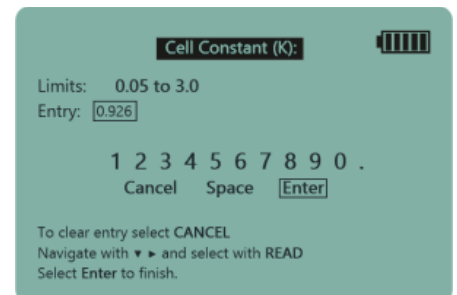 Cell Constant (K):
Limits: 0.05 to 3.0
Entry: 0.926
1 2 3 4 5 6 7 8 9 0 .
Cancel Space Enter
To clear entry select CANCEL
Navigate with ▼ ► and select with READ
Select Enter to finish.